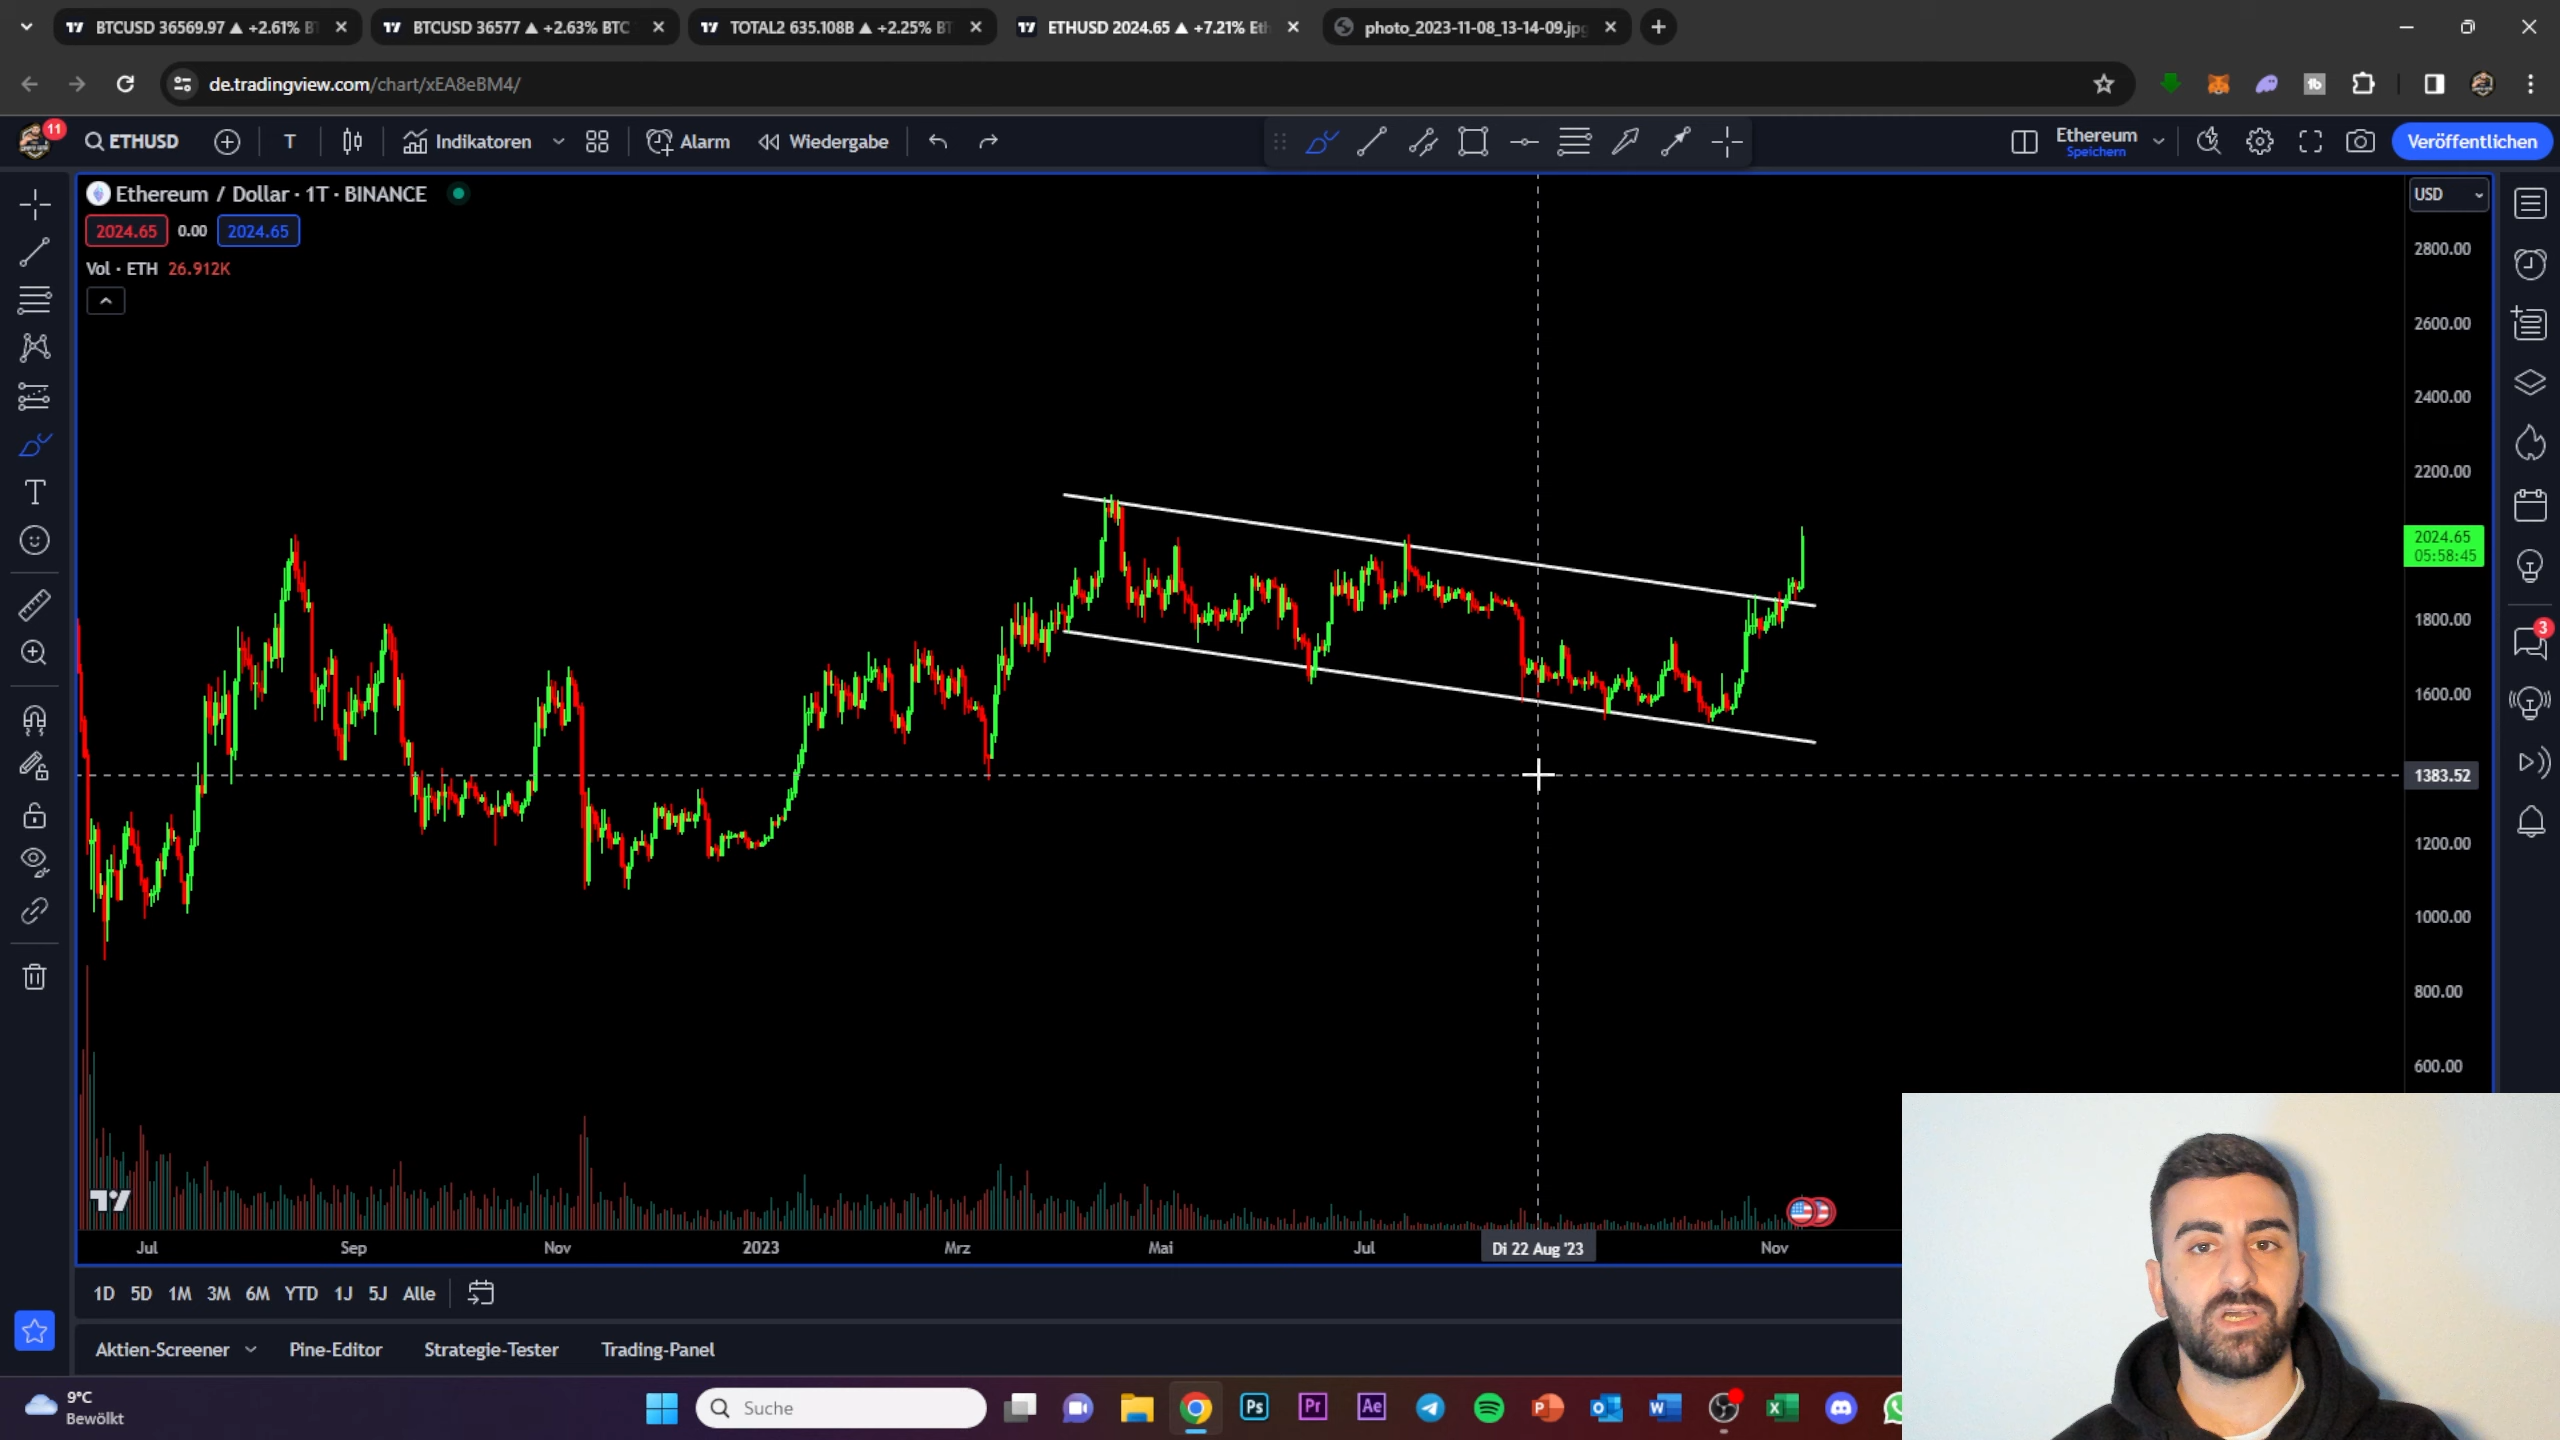 BTCUSD 36569.97 ▲ +2.61%
BTCUSD 36577 ▲ +2.63% BTC
TOTAL2 635.108B ▲ +2.25%
ETHUSD 2024.65 ▲ +7.21%
photo_2023-11-08_13-14-09.jpg
de.tradingview.com/chart/xEA8eBM4/
11
ETHUSD
T
Indikatoren
Alarm
Wiedergabe
Ethereum
Speichern
Veröffentlichen
Ethereum / Dollar · 1T · BINANCE
2024.65 0.00 2024.65
Vol · ETH 26.912K
USD
2800.00
2600.00
2400.00
2200.00
2024.65
05:58:45
1800.00
1600.00
1383.52
1200.00
1000.00
800.00
600.00
3
Jul Sep Nov 2023 Mrz Mai Jul Di 22 Aug '23 Nov
1D 5D 1M 3M 6M YTD 1J 5J Alle
Aktien-Screener Pine-Editor Strategie-Tester Trading-Panel
9°C
Bewölkt
Suche
Ps Pr Ae